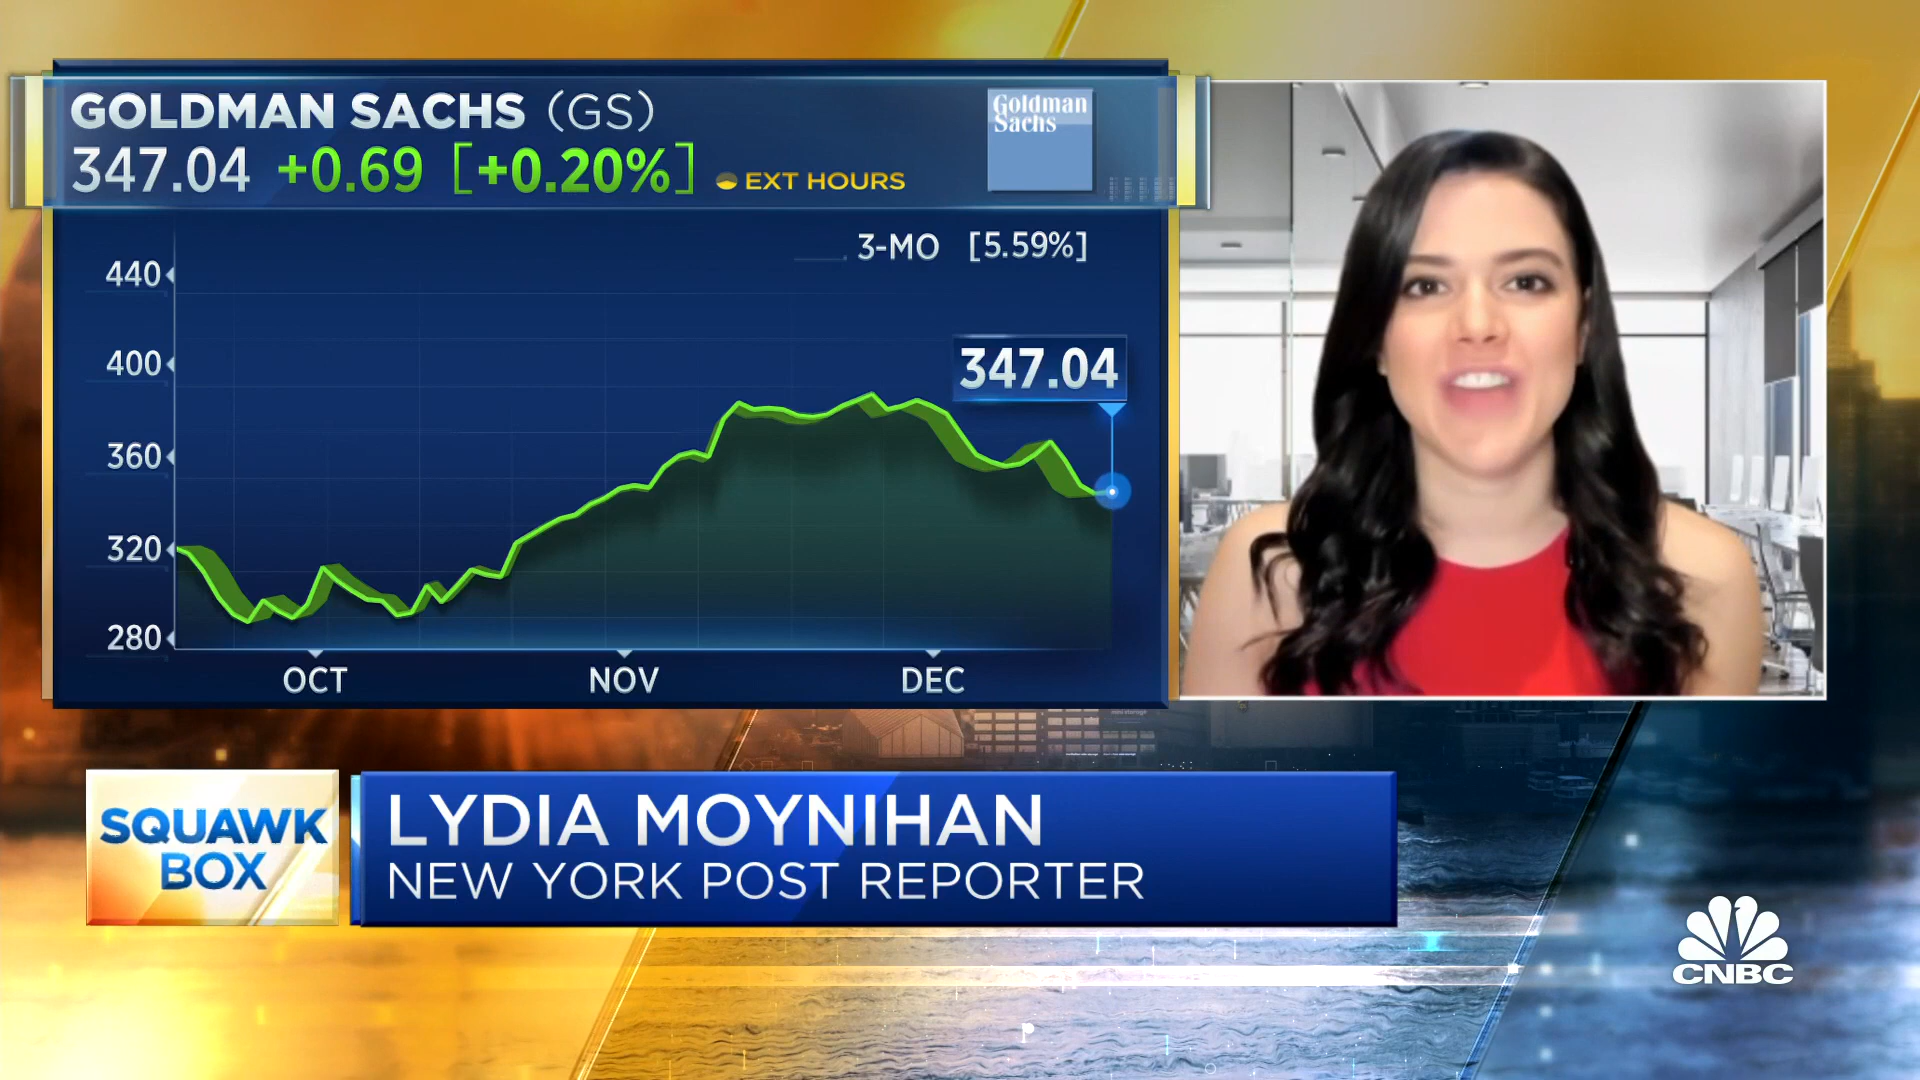 GOLDMAN SACHS (GS)
347.04 +0.69 [+0.20%] EXT HOURS
Goldman
Sachs
3-MO [5.59%]
440
400
360
320
280
347.04
OCT NOV DEC
SQUAWK
BOX
LYDIA MOYNIHAN
NEW YORK POST REPORTER
CNBC